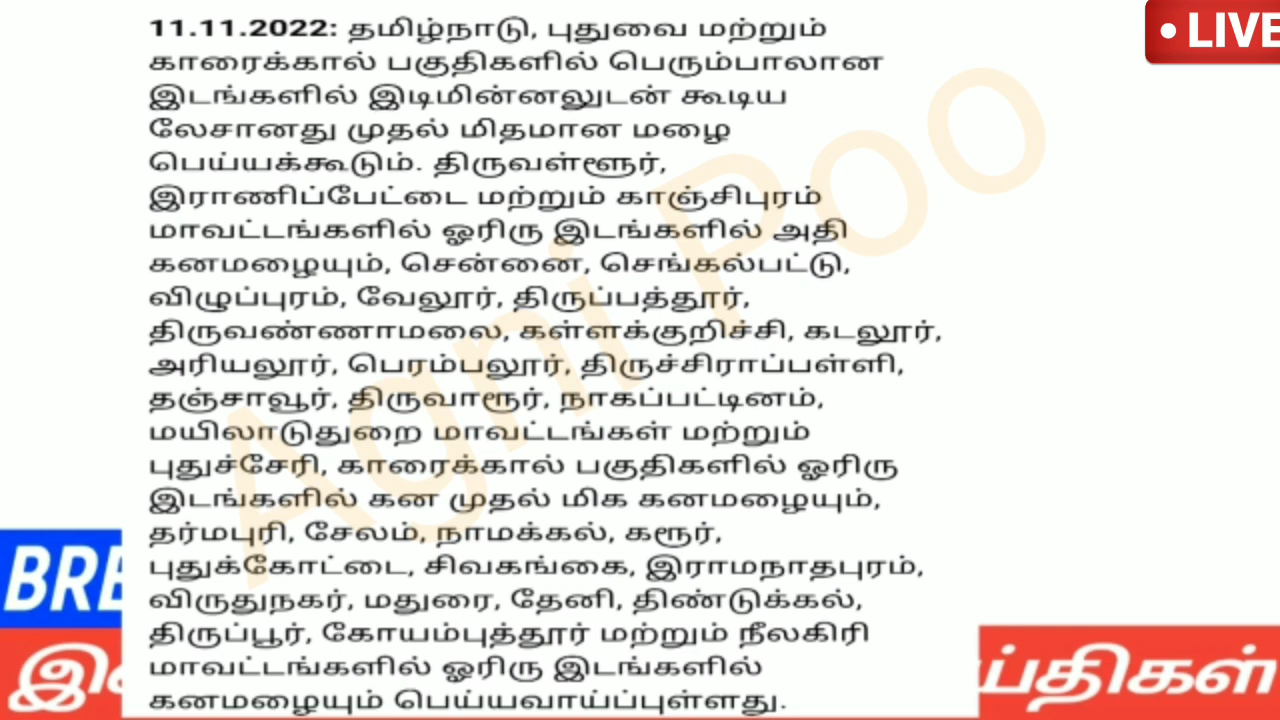 11.11.2022: தமிழ்நாடு, புதுவை மற்றும்
காரைக்கால் பகுதிகளில் பெரும்பாலான
இடங்களில் இடிமின்னலுடன் கூடிய
லேசானது முதல் மிதமான மழை
பெய்யக்கூடும். திருவள்ளூர்,
இராணிப்பேட்டை மற்றும் காஞ்சிபுரம்
மாவட்டங்களில் ஓரிரு இடங்களில் அதி
கனமழையும், சென்னை, செங்கல்பட்டு,
விழுப்புரம், வேலூர், திருப்பத்தூர்,
திருவண்ணாமலை, கள்ளக்குறிச்சி, கடலூர்,
அரியலூர், பெரம்பலூர், திருச்சிராப்பள்ளி,
தஞ்சாவூர், திருவாரூர், நாகப்பட்டினம்,
மயிலாடுதுறை மாவட்டங்கள் மற்றும்
புதுச்சேரி, காரைக்கால் பகுதிகளில் ஓரிரு
இடங்களில் கன முதல் மிக கனமழையும்,
தர்மபுரி, சேலம், நாமக்கல், கரூர்,
புதுக்கோட்டை, சிவகங்கை, இராமநாதபுரம்,
விருதுநகர், மதுரை, தேனி, திண்டுக்கல்,
திருப்பூர், கோயம்புத்தூர் மற்றும் நீலகிரி
மாவட்டங்களில் ஓரிரு இடங்களில்
கனமழையும் பெய்யவாய்ப்புள்ளது.
LIVE
Agni Poo